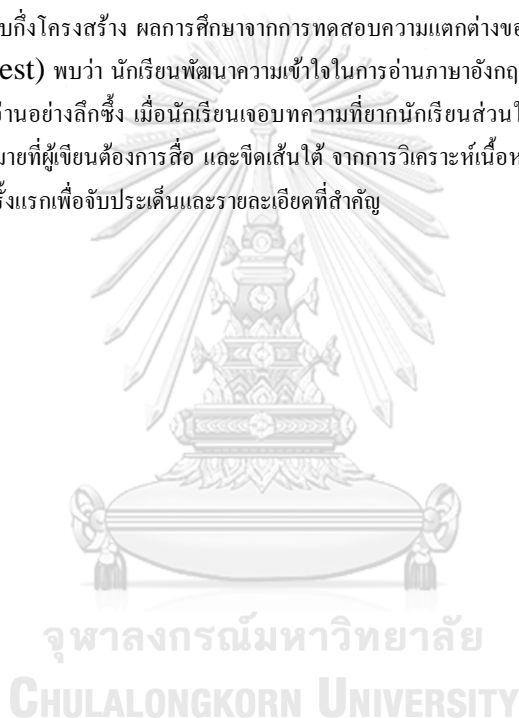 บกึ่งโครงสร้าง ผลการศึกษาจากการทดสอบความแตกต่างขอ
est) พบว่า นักเรียนพัฒนาความเข้าใจในการอ่านภาษาอังกฤ
านอย่างลึกซึ้ง เมื่อนักเรียนเจอบทความที่ยากนักเรียนส่วนใ
มายที่ผู้เขียนต้องการสื่อ และขีดเส้นใต้ จากการวิเคราะห์เนื้อห
รั้งแรกเพื่อจับประเด็นและรายละเอียดที่สำคัญ
จุฬาลงกรณ์มหาวิทยาลัย
CHULALONGKORN UNIVERSITY